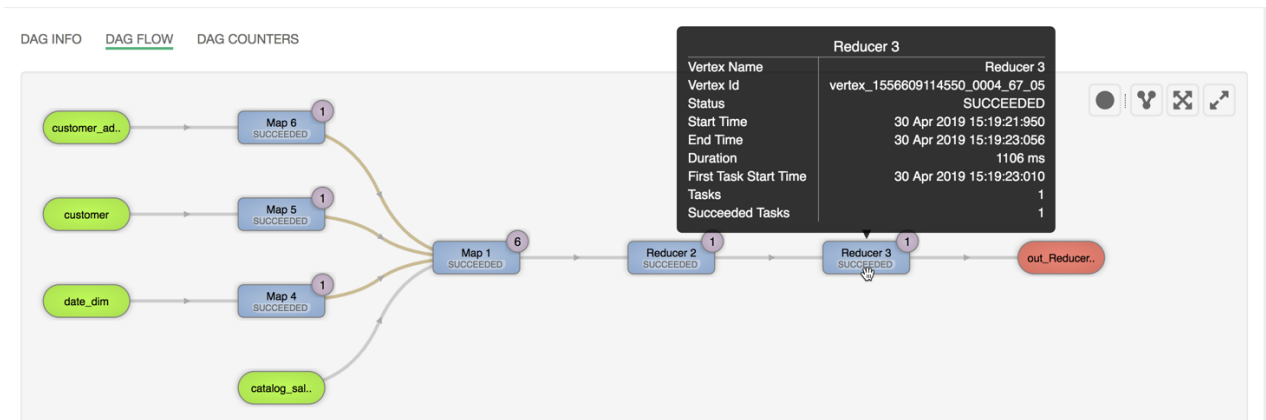 DAG INFO DAG FLOW DAG COUNTERS
Reducer 3
Vertex Name Reducer 3
Vertex Id vertex_1556609114550_0004_67_05
Status SUCCEEDED
Start Time 30 Apr 2019 15:19:21:950
End Time 30 Apr 2019 15:19:23:056
Duration 1106 ms
First Task Start Time 30 Apr 2019 15:19:23:010
Tasks 1
Succeeded Tasks 1
customer_ad..
Map 6
SUCCEEDED
1
customer
Map 5
SUCCEEDED
1
date_dim
Map 4
SUCCEEDED
1
catalog_sal..
Map 1
SUCCEEDED
6
Reducer 2
SUCCEEDED
1
Reducer 3
SUCCEEDED
1
out_Reducer..